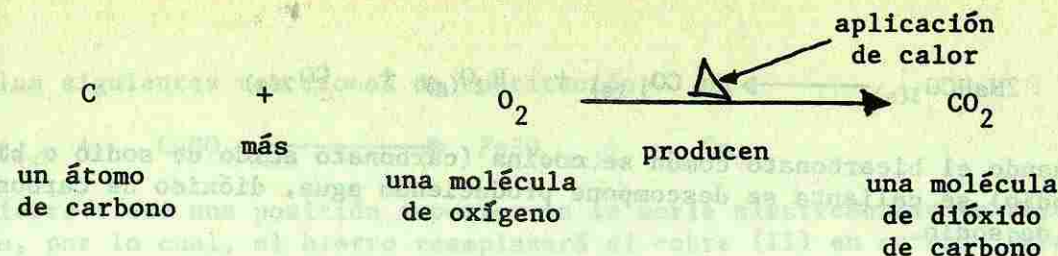 aplicación
de calor
C + O₂ CO₂
más producen
un átomo una molécula una molécula
de carbono de oxígeno de dióxido
de carbono